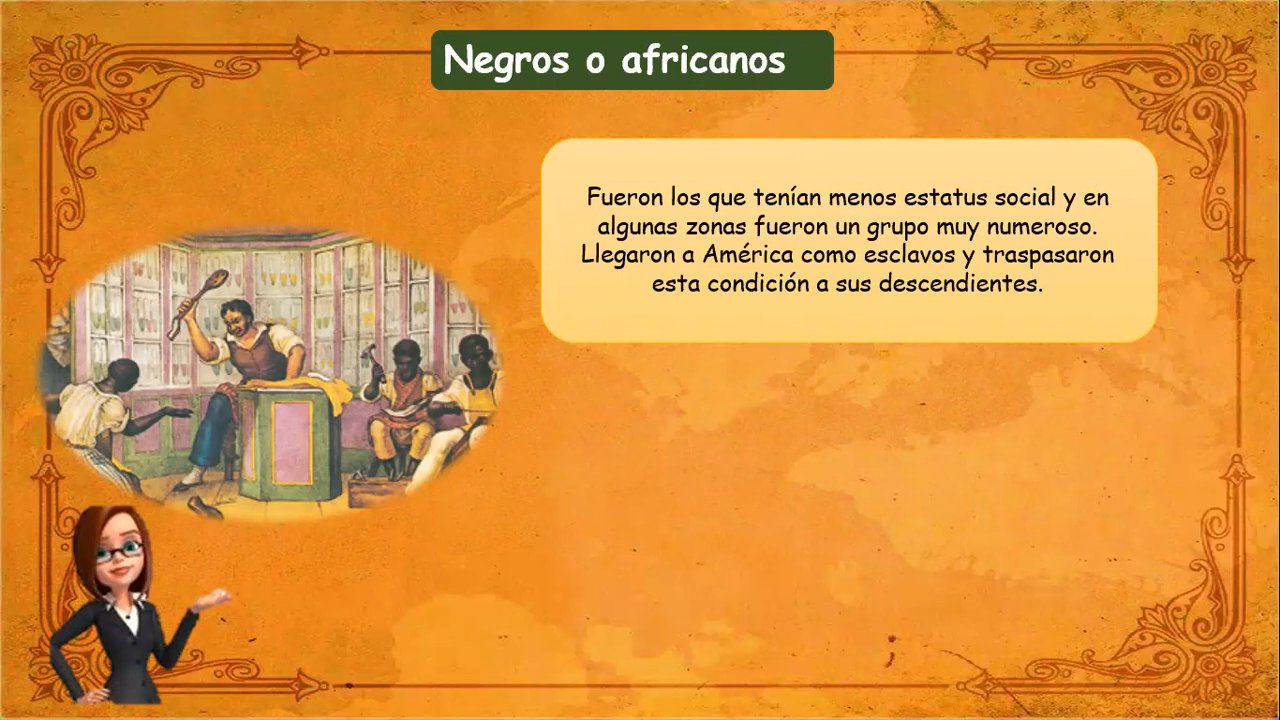 Negros o africanos
Fueron los que tenían menos estatus social y en
algunas zonas fueron un grupo muy numeroso.
Llegaron a América como esclavos y traspasaron
esta condición a sus descendientes.